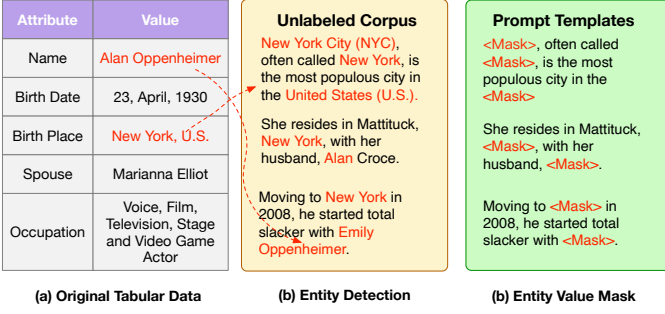 Attribute Value
Name Alan Oppenheimer
Birth Date 23, April, 1930
Birth Place New York, U.S.
Spouse Marianna Elliot
Occupation Voice, Film,
Television, Stage
and Video Game
Actor
(a) Original Tabular Data
Unlabeled Corpus
New York City (NYC),
often called New York, is
the most populous city in
the United States (U.S.).
She resides in Mattituck,
New York, with her
husband, Alan Croce.
Moving to New York in
2008, he started total
slacker with Emily
Oppenheimer.
(b) Entity Detection
Prompt Templates
<Mask>, often called
<Mask>, is the most
populous city in the
<Mask>
She resides in Mattituck,
<Mask>, with her
husband, <Mask>.
Moving to <Mask> in
2008, he started total
slacker with <Mask>.
(b) Entity Value Mask